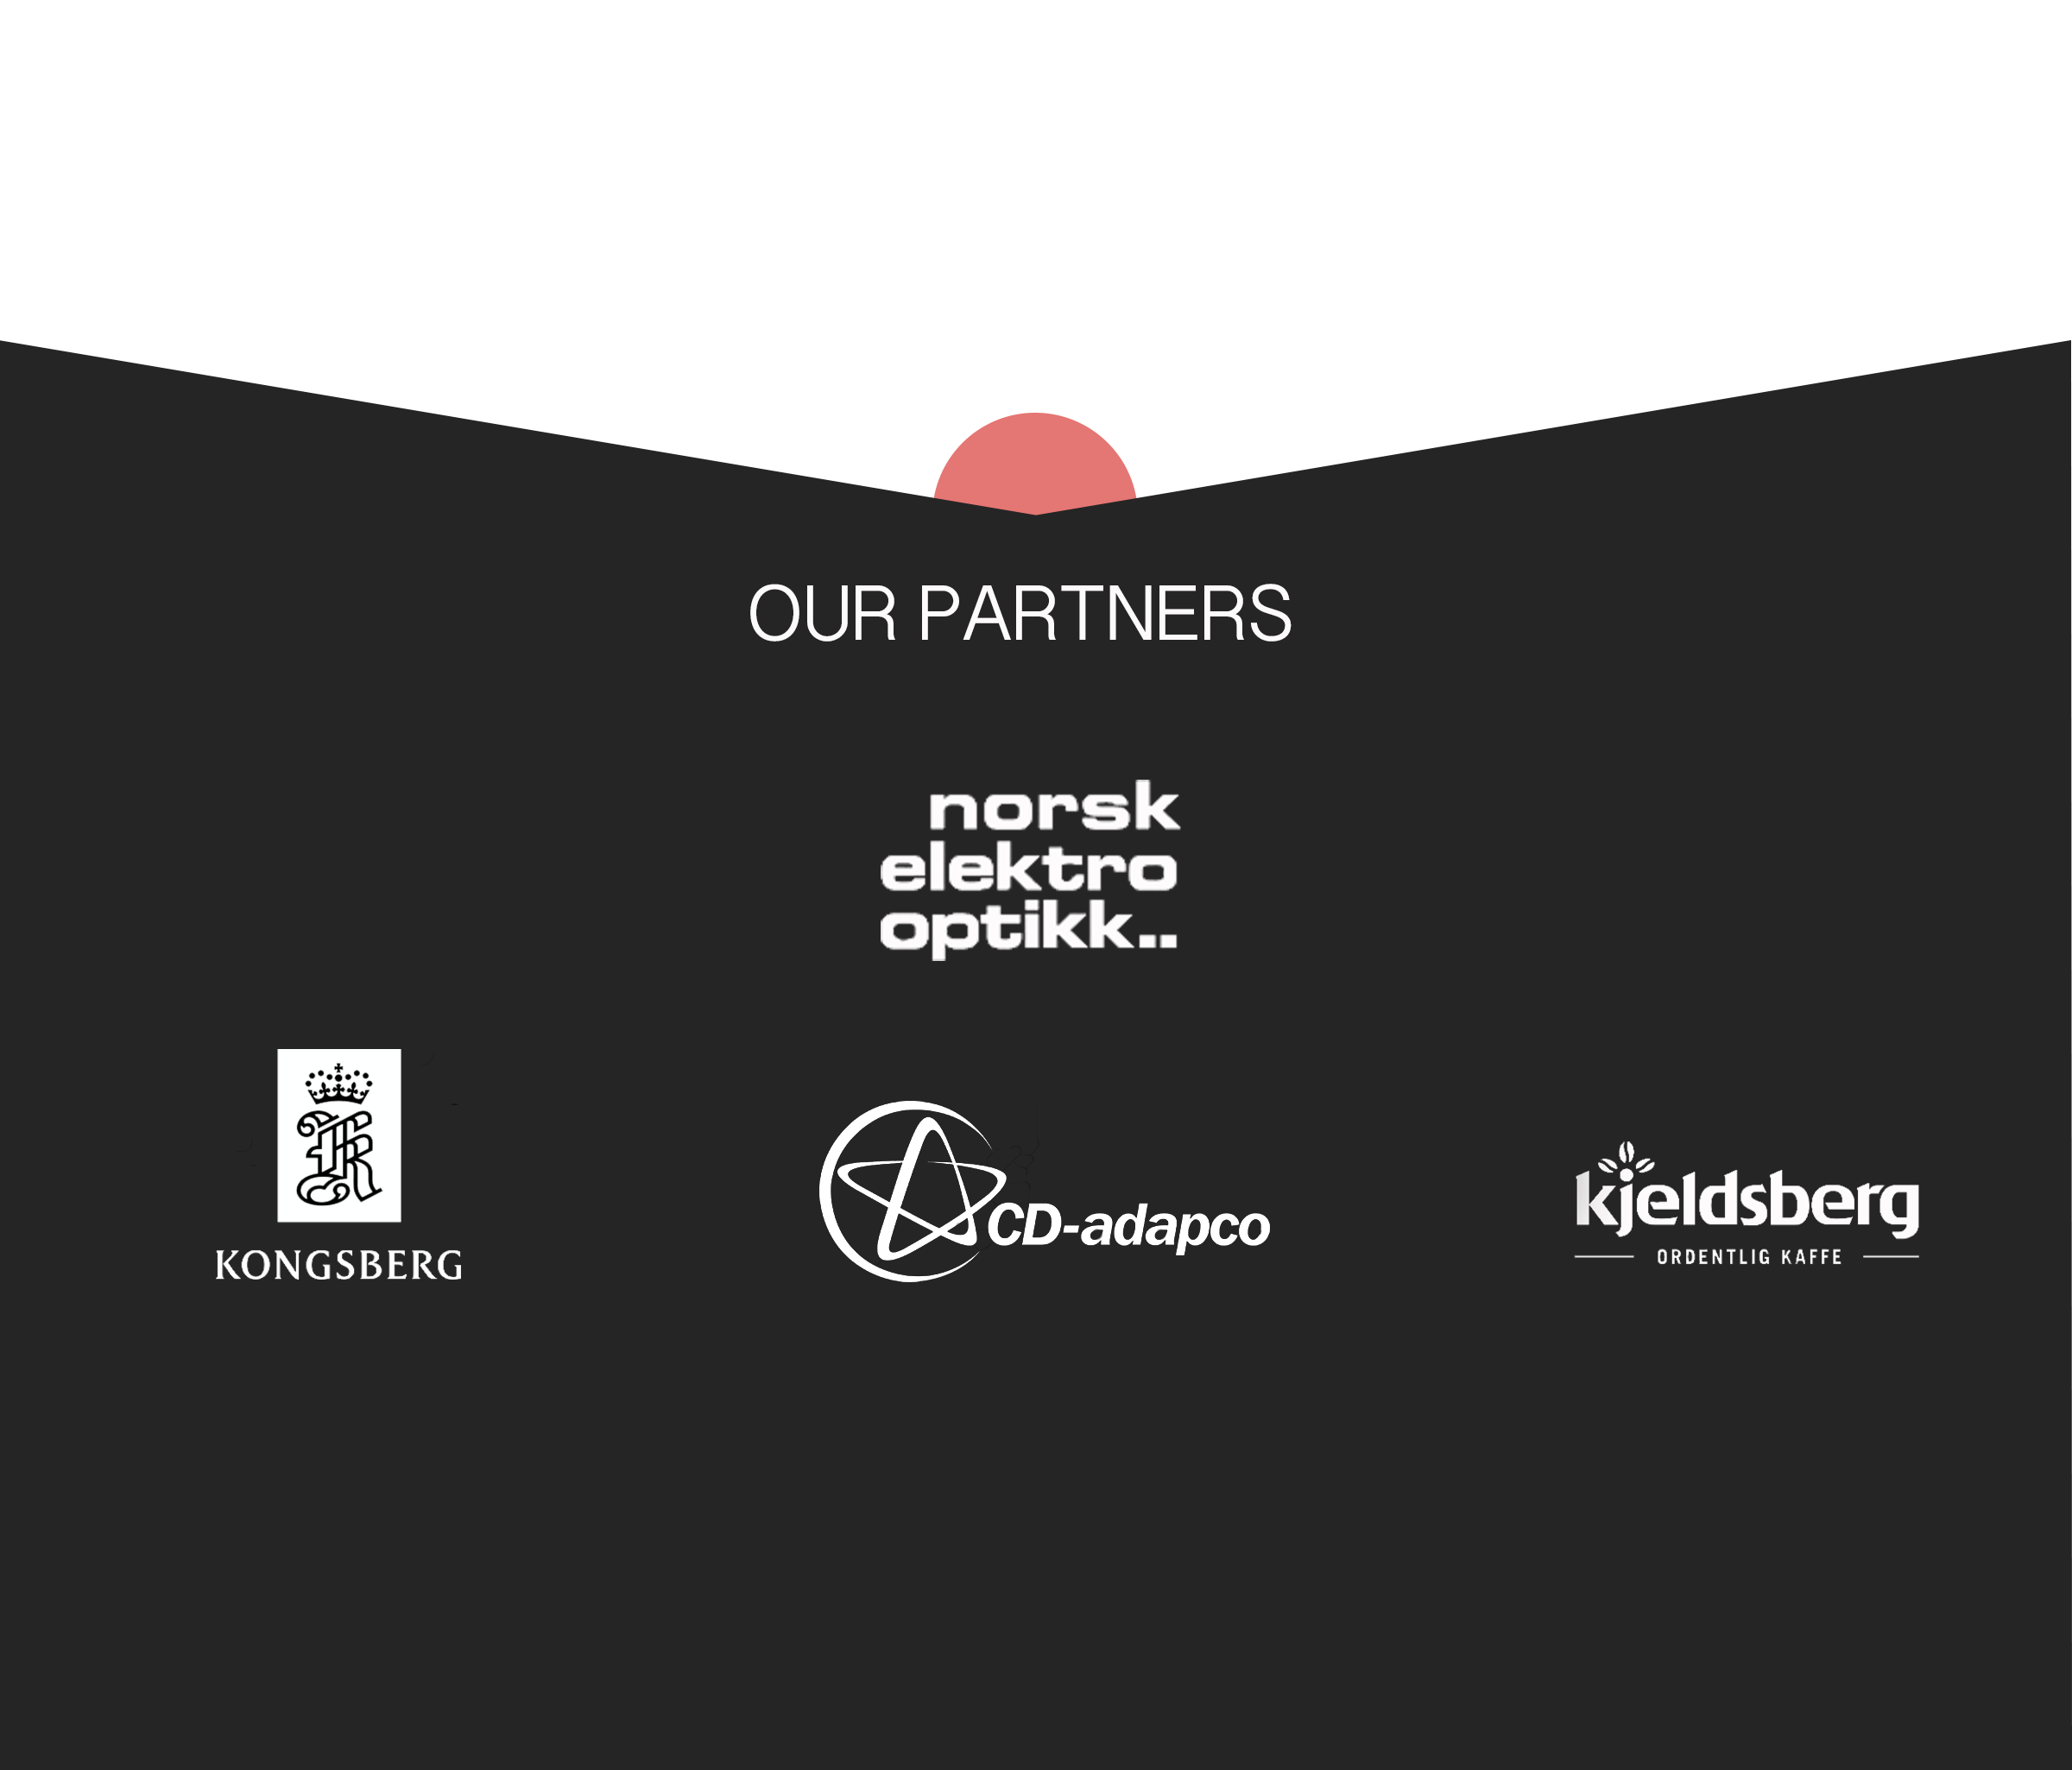 OUR PARTNERS
norsk
elektro
optikk..
KONGSBERG
CD-adapco
kjeldsberg
ORDENTLIG KAFFE